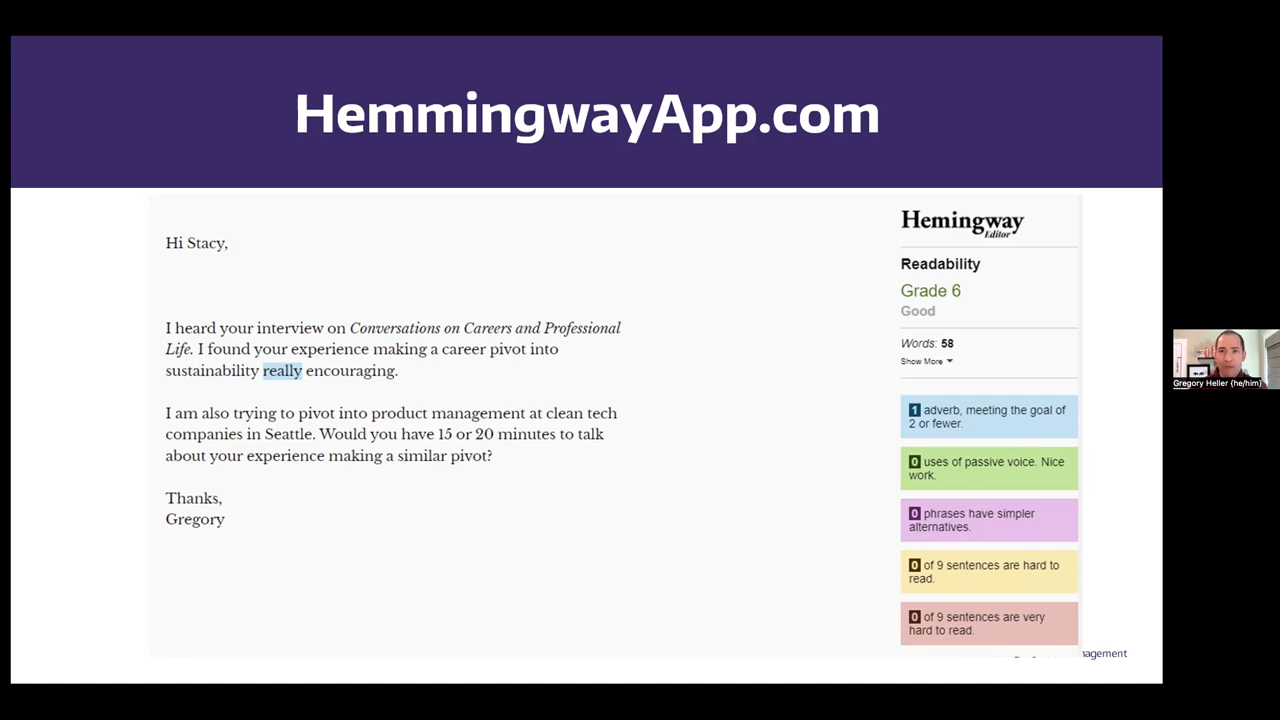 HemmingwayApp.com
Hi Stacy,
I heard your interview on Conversations on Careers and Professional
Life. I found your experience making a career pivot into
sustainability really encouraging.
I am also trying to pivot into product management at clean tech
companies in Seattle. Would you have 15 or 20 minutes to talk
about your experience making a similar pivot?
Thanks,
Gregory
Hemingway
Editor
Readability
Grade 6
Good
Words: 58
Show More
1 adverb, meeting the goal of
2 or fewer.
0 uses of passive voice. Nice
work.
0 phrases have simpler
alternatives.
0 of 9 sentences are hard to
read.
0 of 9 sentences are very
hard to read.
Gregory Heller (he/him)